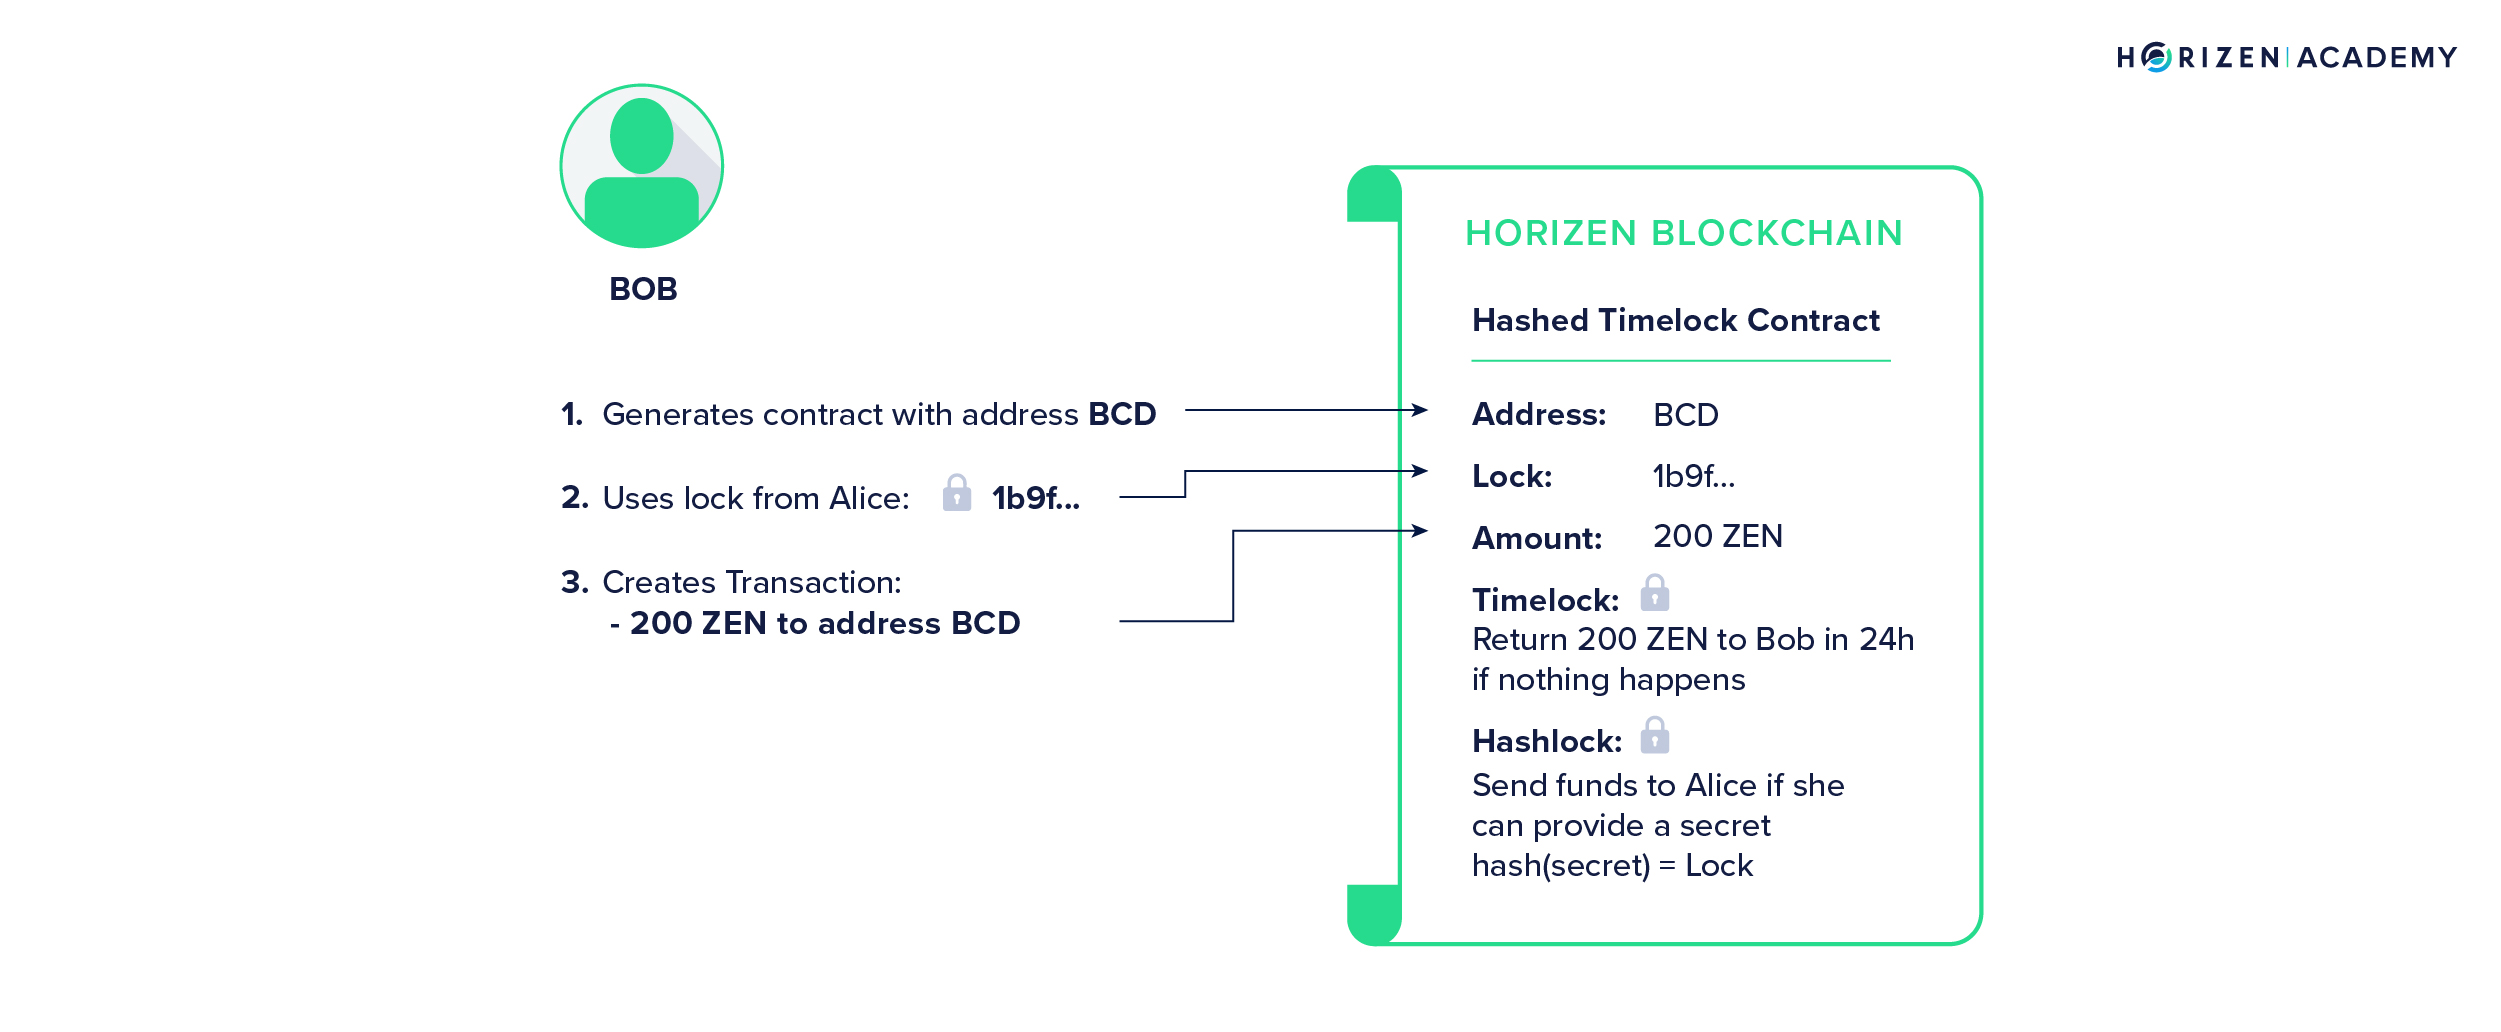 HORIZEN | ACADEMY
BOB
1. Generates contract with address BCD
2. Uses lock from Alice: 1b9f...
3. Creates Transaction:
- 200 ZEN to address BCD
HORIZEN BLOCKCHAIN
Hashed Timelock Contract
Address: BCD
Lock: 1b9f...
Amount: 200 ZEN
Timelock:
Return 200 ZEN to Bob in 24h
if nothing happens
Hashlock:
Send funds to Alice if she
can provide a secret
hash(secret) = Lock